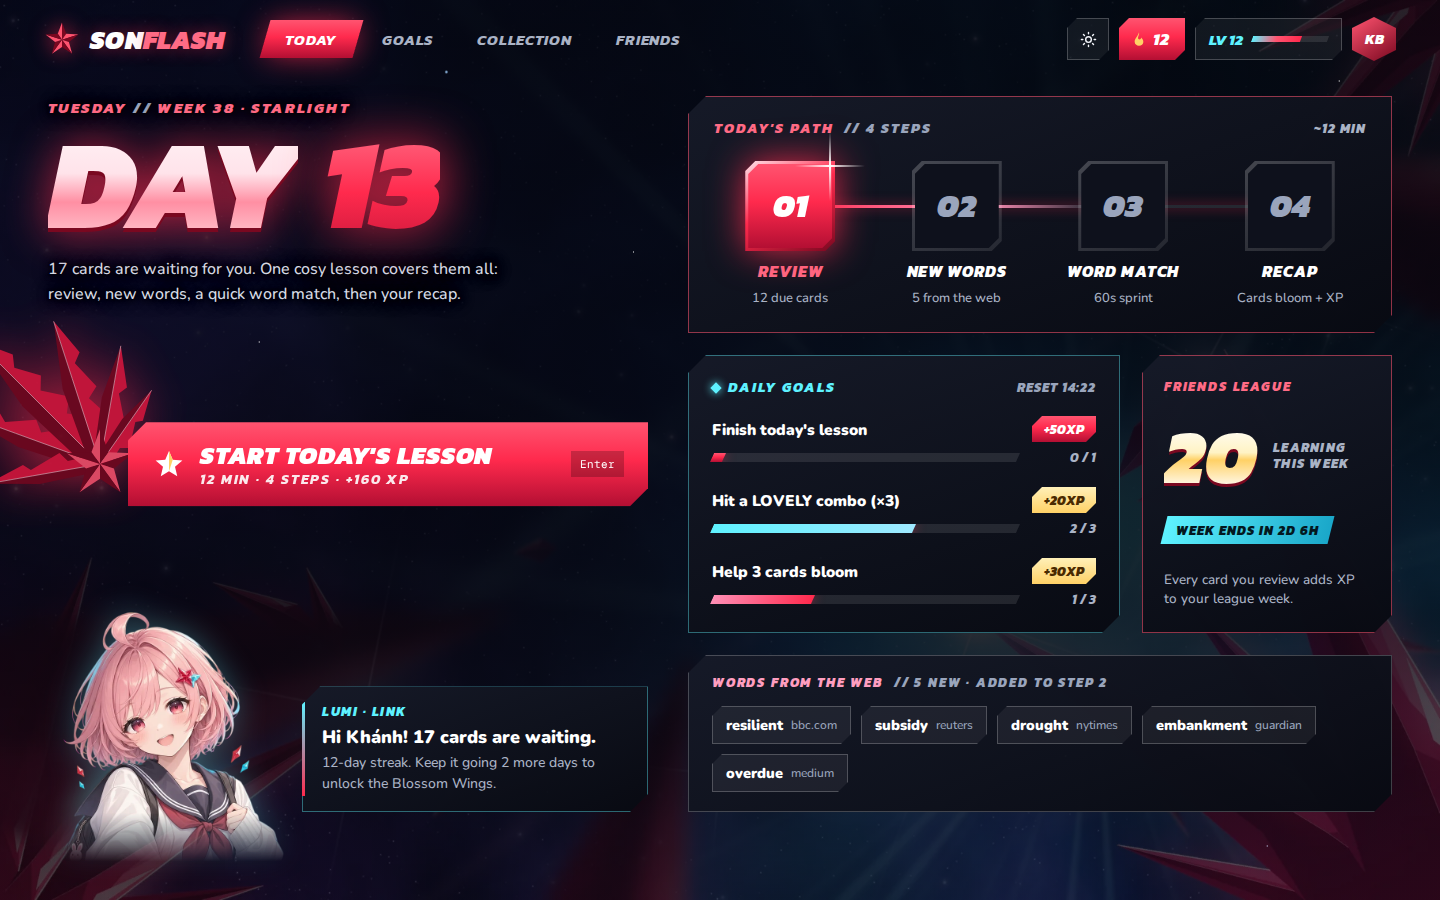 SONFLASH
TODAY
GOALS
COLLECTION
FRIENDS
12
LV 12
KB
TUESDAY // WEEK 38 · STARLIGHT
DAY 13
17 cards are waiting for you. One cosy lesson covers them all:
review, new words, a quick word match, then your recap.
START TODAY'S LESSON
12 MIN · 4 STEPS · +160 XP
Enter
LUMI · LINK
Hi Khánh! 17 cards are waiting.
12-day streak. Keep it going 2 more days to
unlock the Blossom Wings.
TODAY'S PATH // 4 STEPS
~12 MIN
01
02
03
04
REVIEW
NEW WORDS
WORD MATCH
RECAP
12 due cards
5 from the web
60s sprint
Cards bloom + XP
DAILY GOALS
RESET 14:22
Finish today's lesson
+50XP
0 / 1
Hit a LOVELY combo (×3)
+20XP
2 / 3
Help 3 cards bloom
+30XP
1 / 3
FRIENDS LEAGUE
20
LEARNING
THIS WEEK
WEEK ENDS IN 2D 6H
Every card you review adds XP
to your league week.
WORDS FROM THE WEB // 5 NEW · ADDED TO STEP 2
resilient bbc.com
subsidy reuters
drought nytimes
embankment guardian
overdue medium